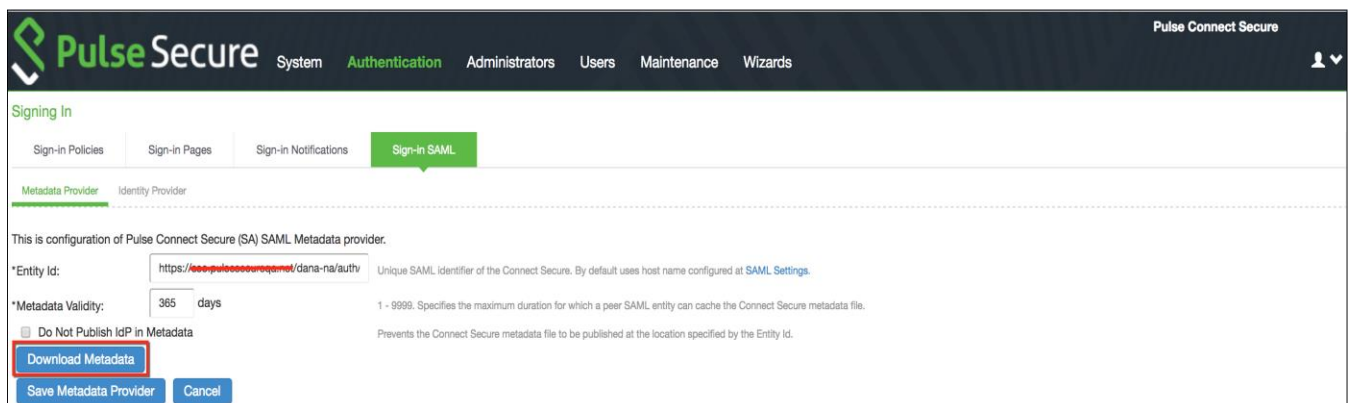 Pulse Connect Secure
Pulse Secure System Authentication Administrators Users Maintenance Wizards
Signing In
Sign-in Policies Sign-in Pages Sign-in Notifications Sign-in SAML
Metadata Provider Identity Provider
This is configuration of Pulse Connect Secure (SA) SAML Metadata provider.
*Entity Id: https:// /dana-na/auth/ Unique SAML identifier of the Connect Secure. By default uses host name configured at SAML Settings.
*Metadata Validity: 365 days 1 - 9999. Specifies the maximum duration for which a peer SAML entity can cache the Connect Secure metadata file.
Do Not Publish IdP in Metadata Prevents the Connect Secure metadata file to be published at the location specified by the Entity Id.
Download Metadata
Save Metadata Provider Cancel